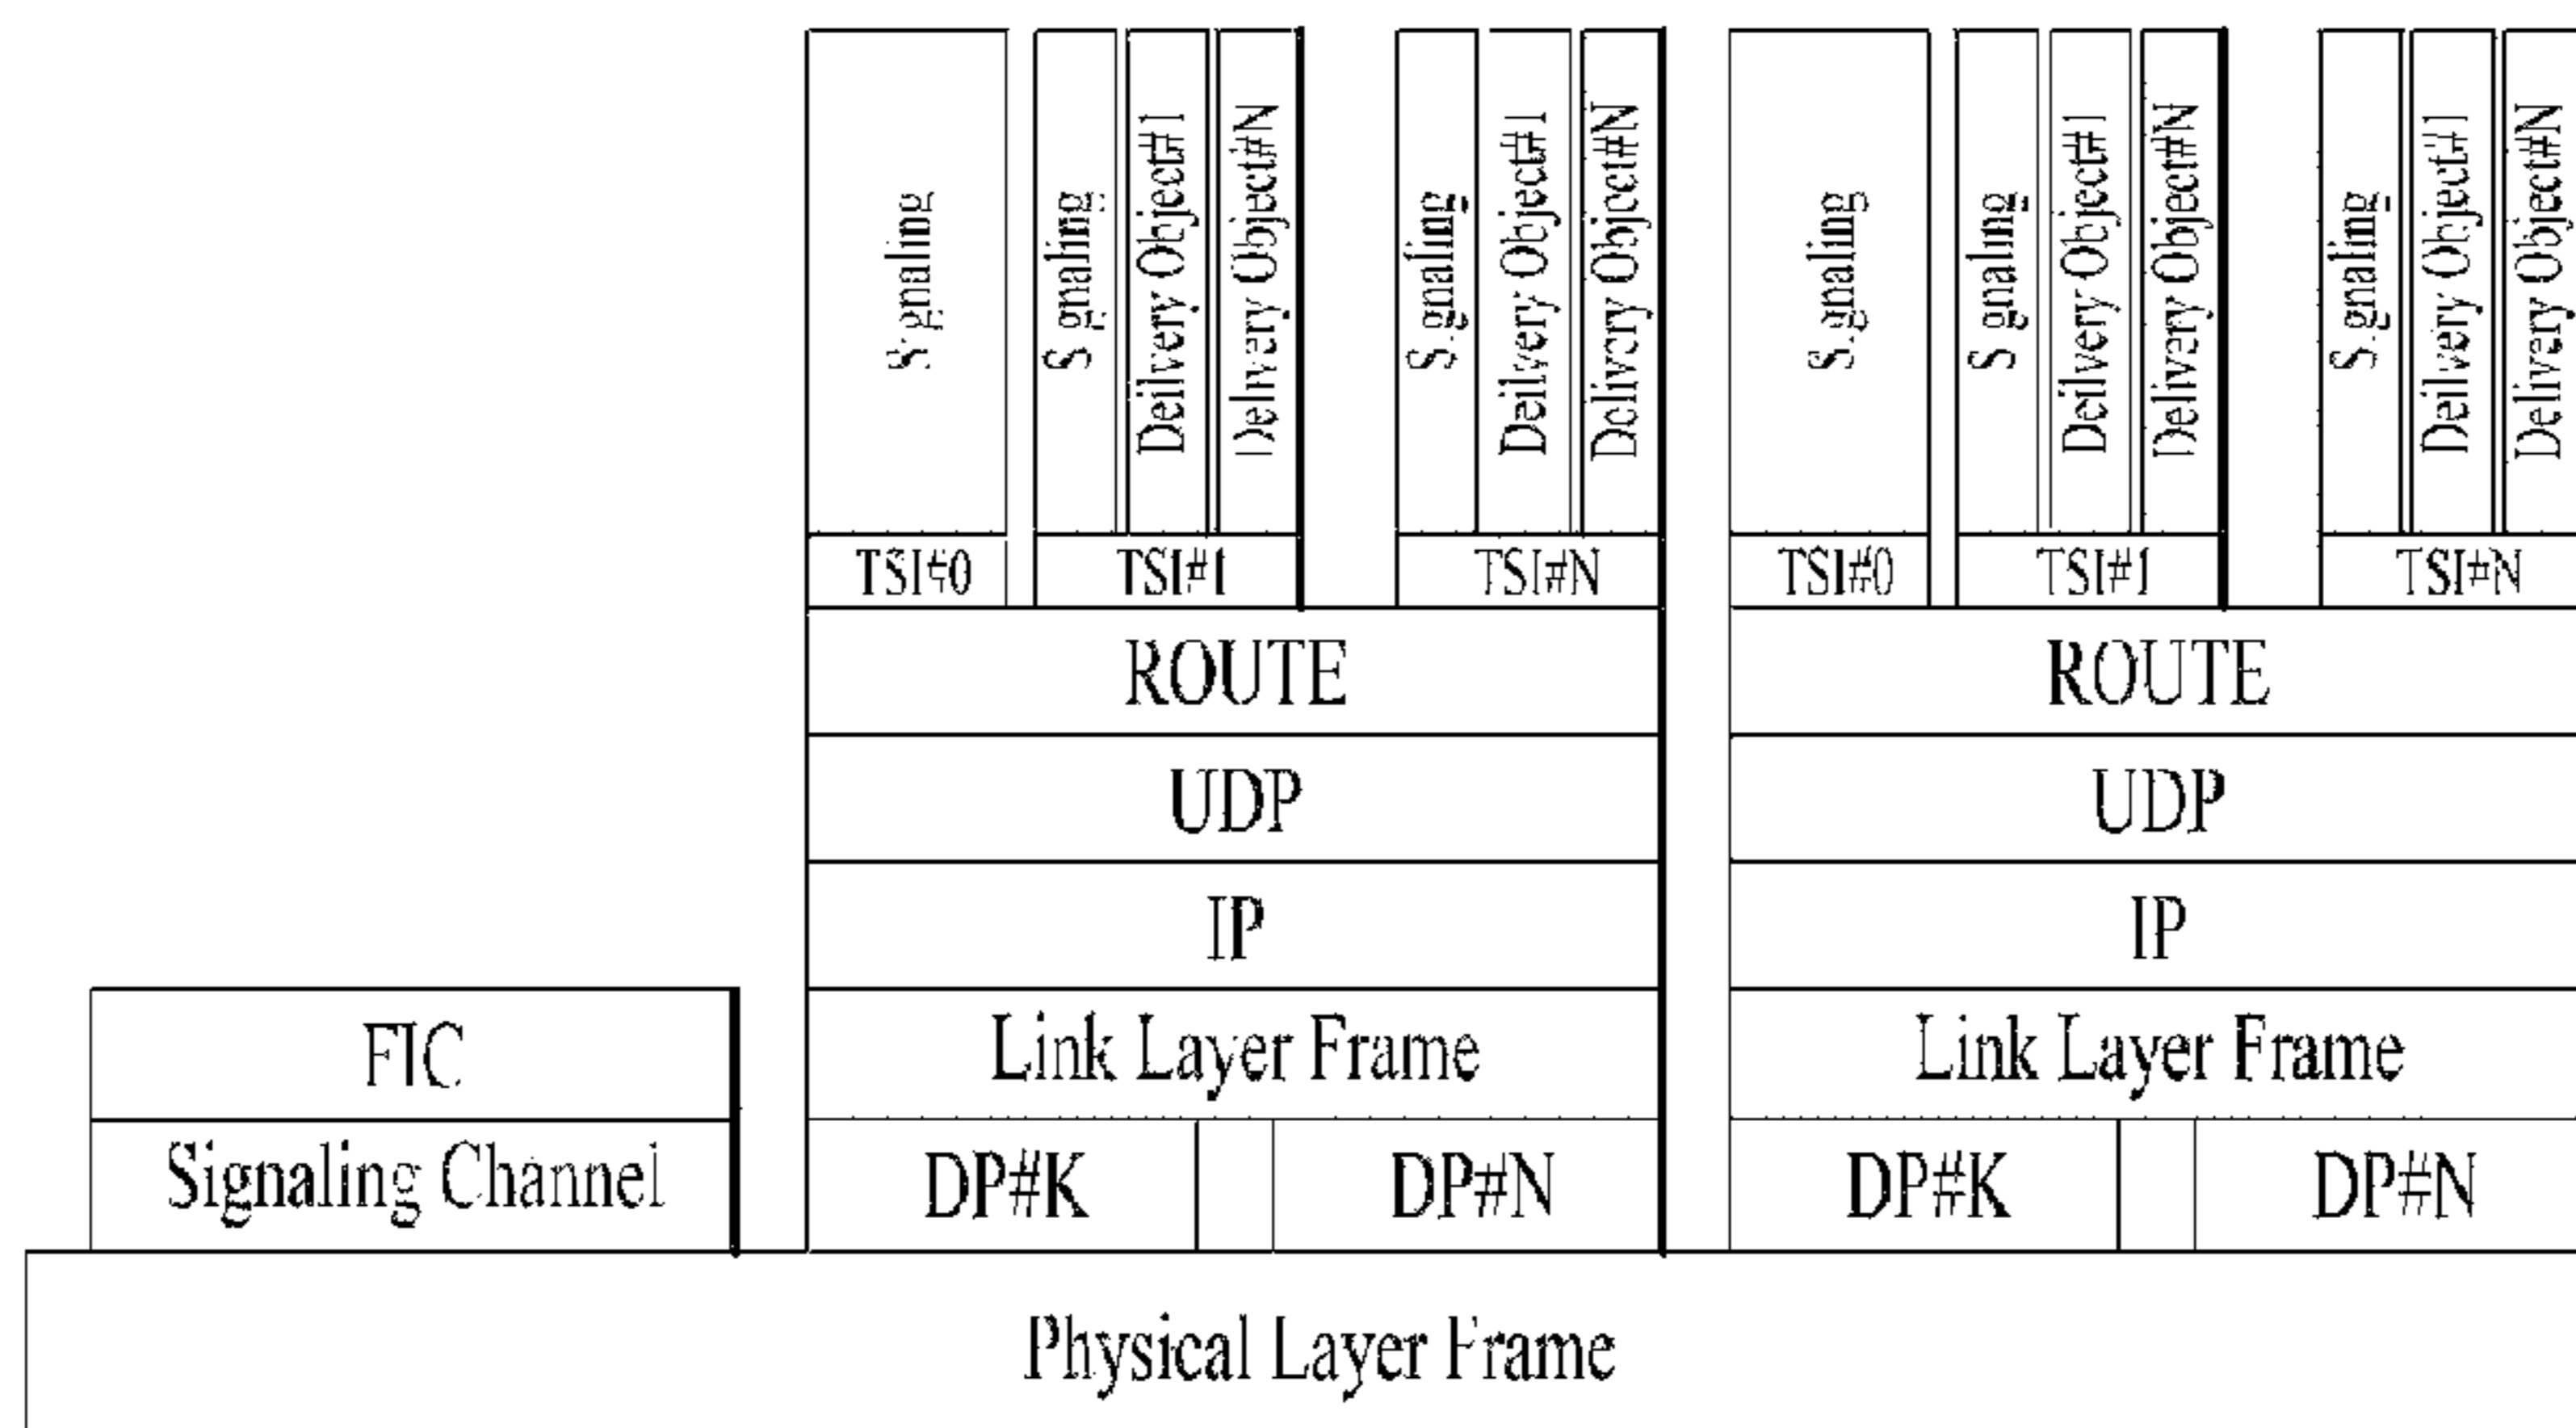 Signaling
Signaling
Delivery Object#1
Delivery Object#N
Signaling
Delivery Object#1
Delivery Object#N
Signaling
Signaling
Delivery Object#1
Delivery Object#N
Signaling
Delivery Object#1
Delivery Object#N
TSI#0 TSI#1 TSI#N TSI#0 TSI#1 TSI#N
ROUTE ROUTE
UDP UDP
IP IP
FIC Link Layer Frame Link Layer Frame
Signaling Channel DP#K DP#N DP#K DP#N
Physical Layer Frame